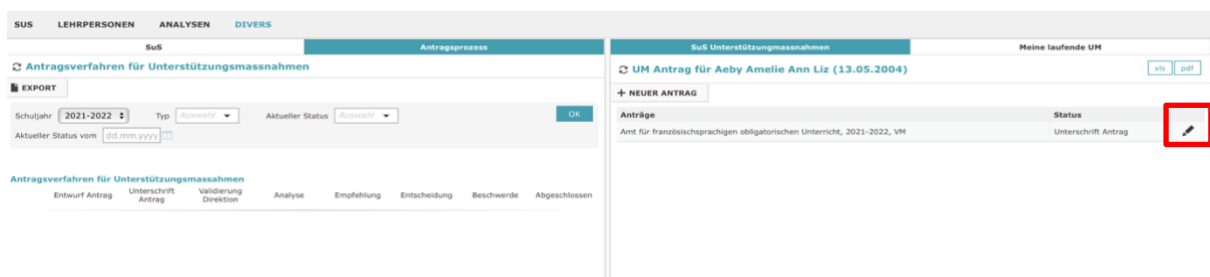 SUS LEHRPERSONEN ANALYSEN DIVERS
SuS Antragsprozess
Antragsverfahren für Unterstützungsmassnahmen
EXPORT
Schuljahr 2021-2022 Typ Auswahl Aktueller Status Auswahl OK
Aktueller Status vom dd.mm.yyyy
Antragsverfahren für Unterstützungsmassahmen
Entwurf Antrag Unterschrift Antrag Validierung Direktion Analyse Empfehlung Entscheidung Beschwerde Abgeschlossen
SuS Unterstützungmassnahmen Meine laufende UM
UM Antrag für Aeby Amelie Ann Liz (13.05.2004) xls pdf
+ NEUER ANTRAG
Anträge Status
Amt für französischsprachigen obligatorischen Unterricht, 2021-2022, VM Unterschrift Antrag